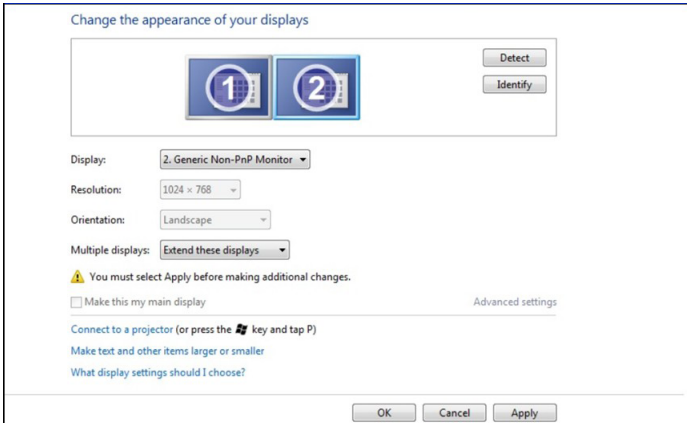 Change the appearance of your displays
1 2
Detect
Identify
Display: 2. Generic Non-PnP Monitor
Resolution: 1024 × 768
Orientation: Landscape
Multiple displays: Extend these displays
You must select Apply before making additional changes.
Make this my main display Advanced settings
Connect to a projector (or press the key and tap P)
Make text and other items larger or smaller
What display settings should I choose?
OK Cancel Apply